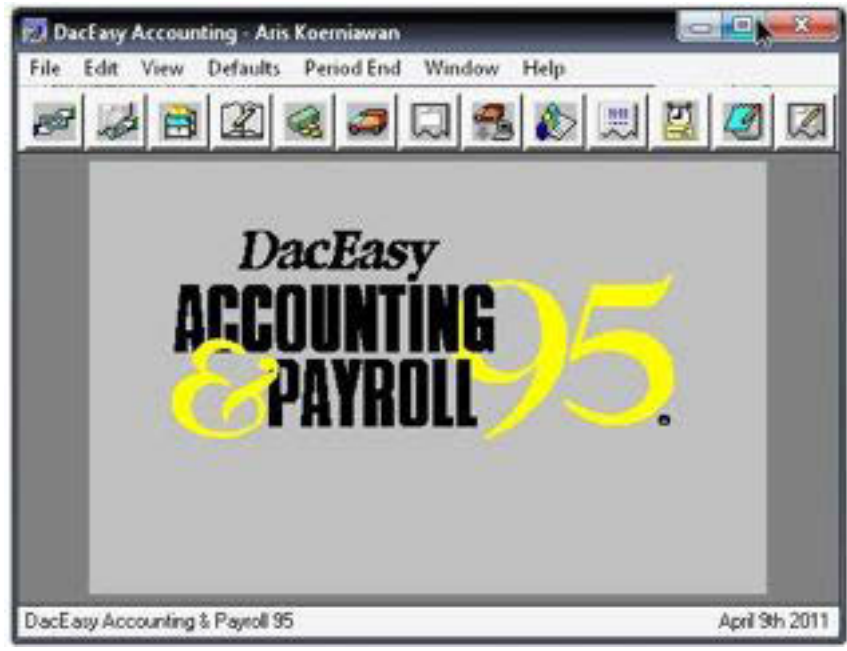 DacEasy Accounting - Aris Koerniawan
File Edit View Defaults Period End Window Help
DacEasy
ACCOUNTING
&PAYROLL 95.
DacEasy Accounting & Payroll 95 April 9th 2011